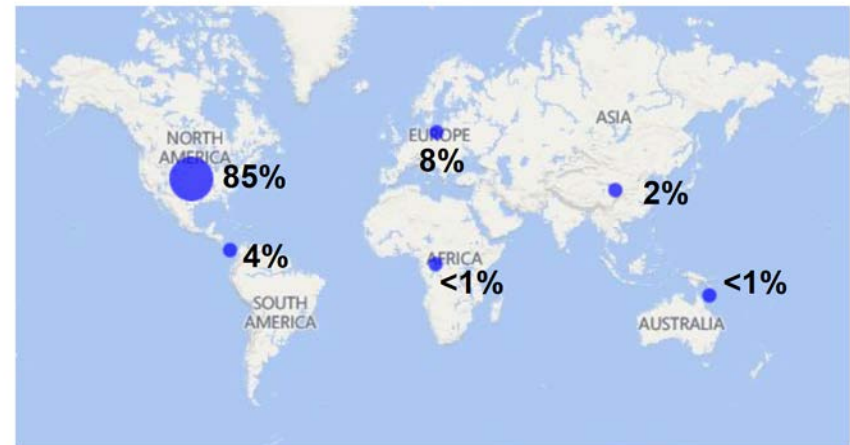 ASIA
EUROPE
NORTH
AMERICA
8%
85%
2%
4%
AFRICA
<1%
<1%
SOUTH
AMERICA
AUSTRALIA